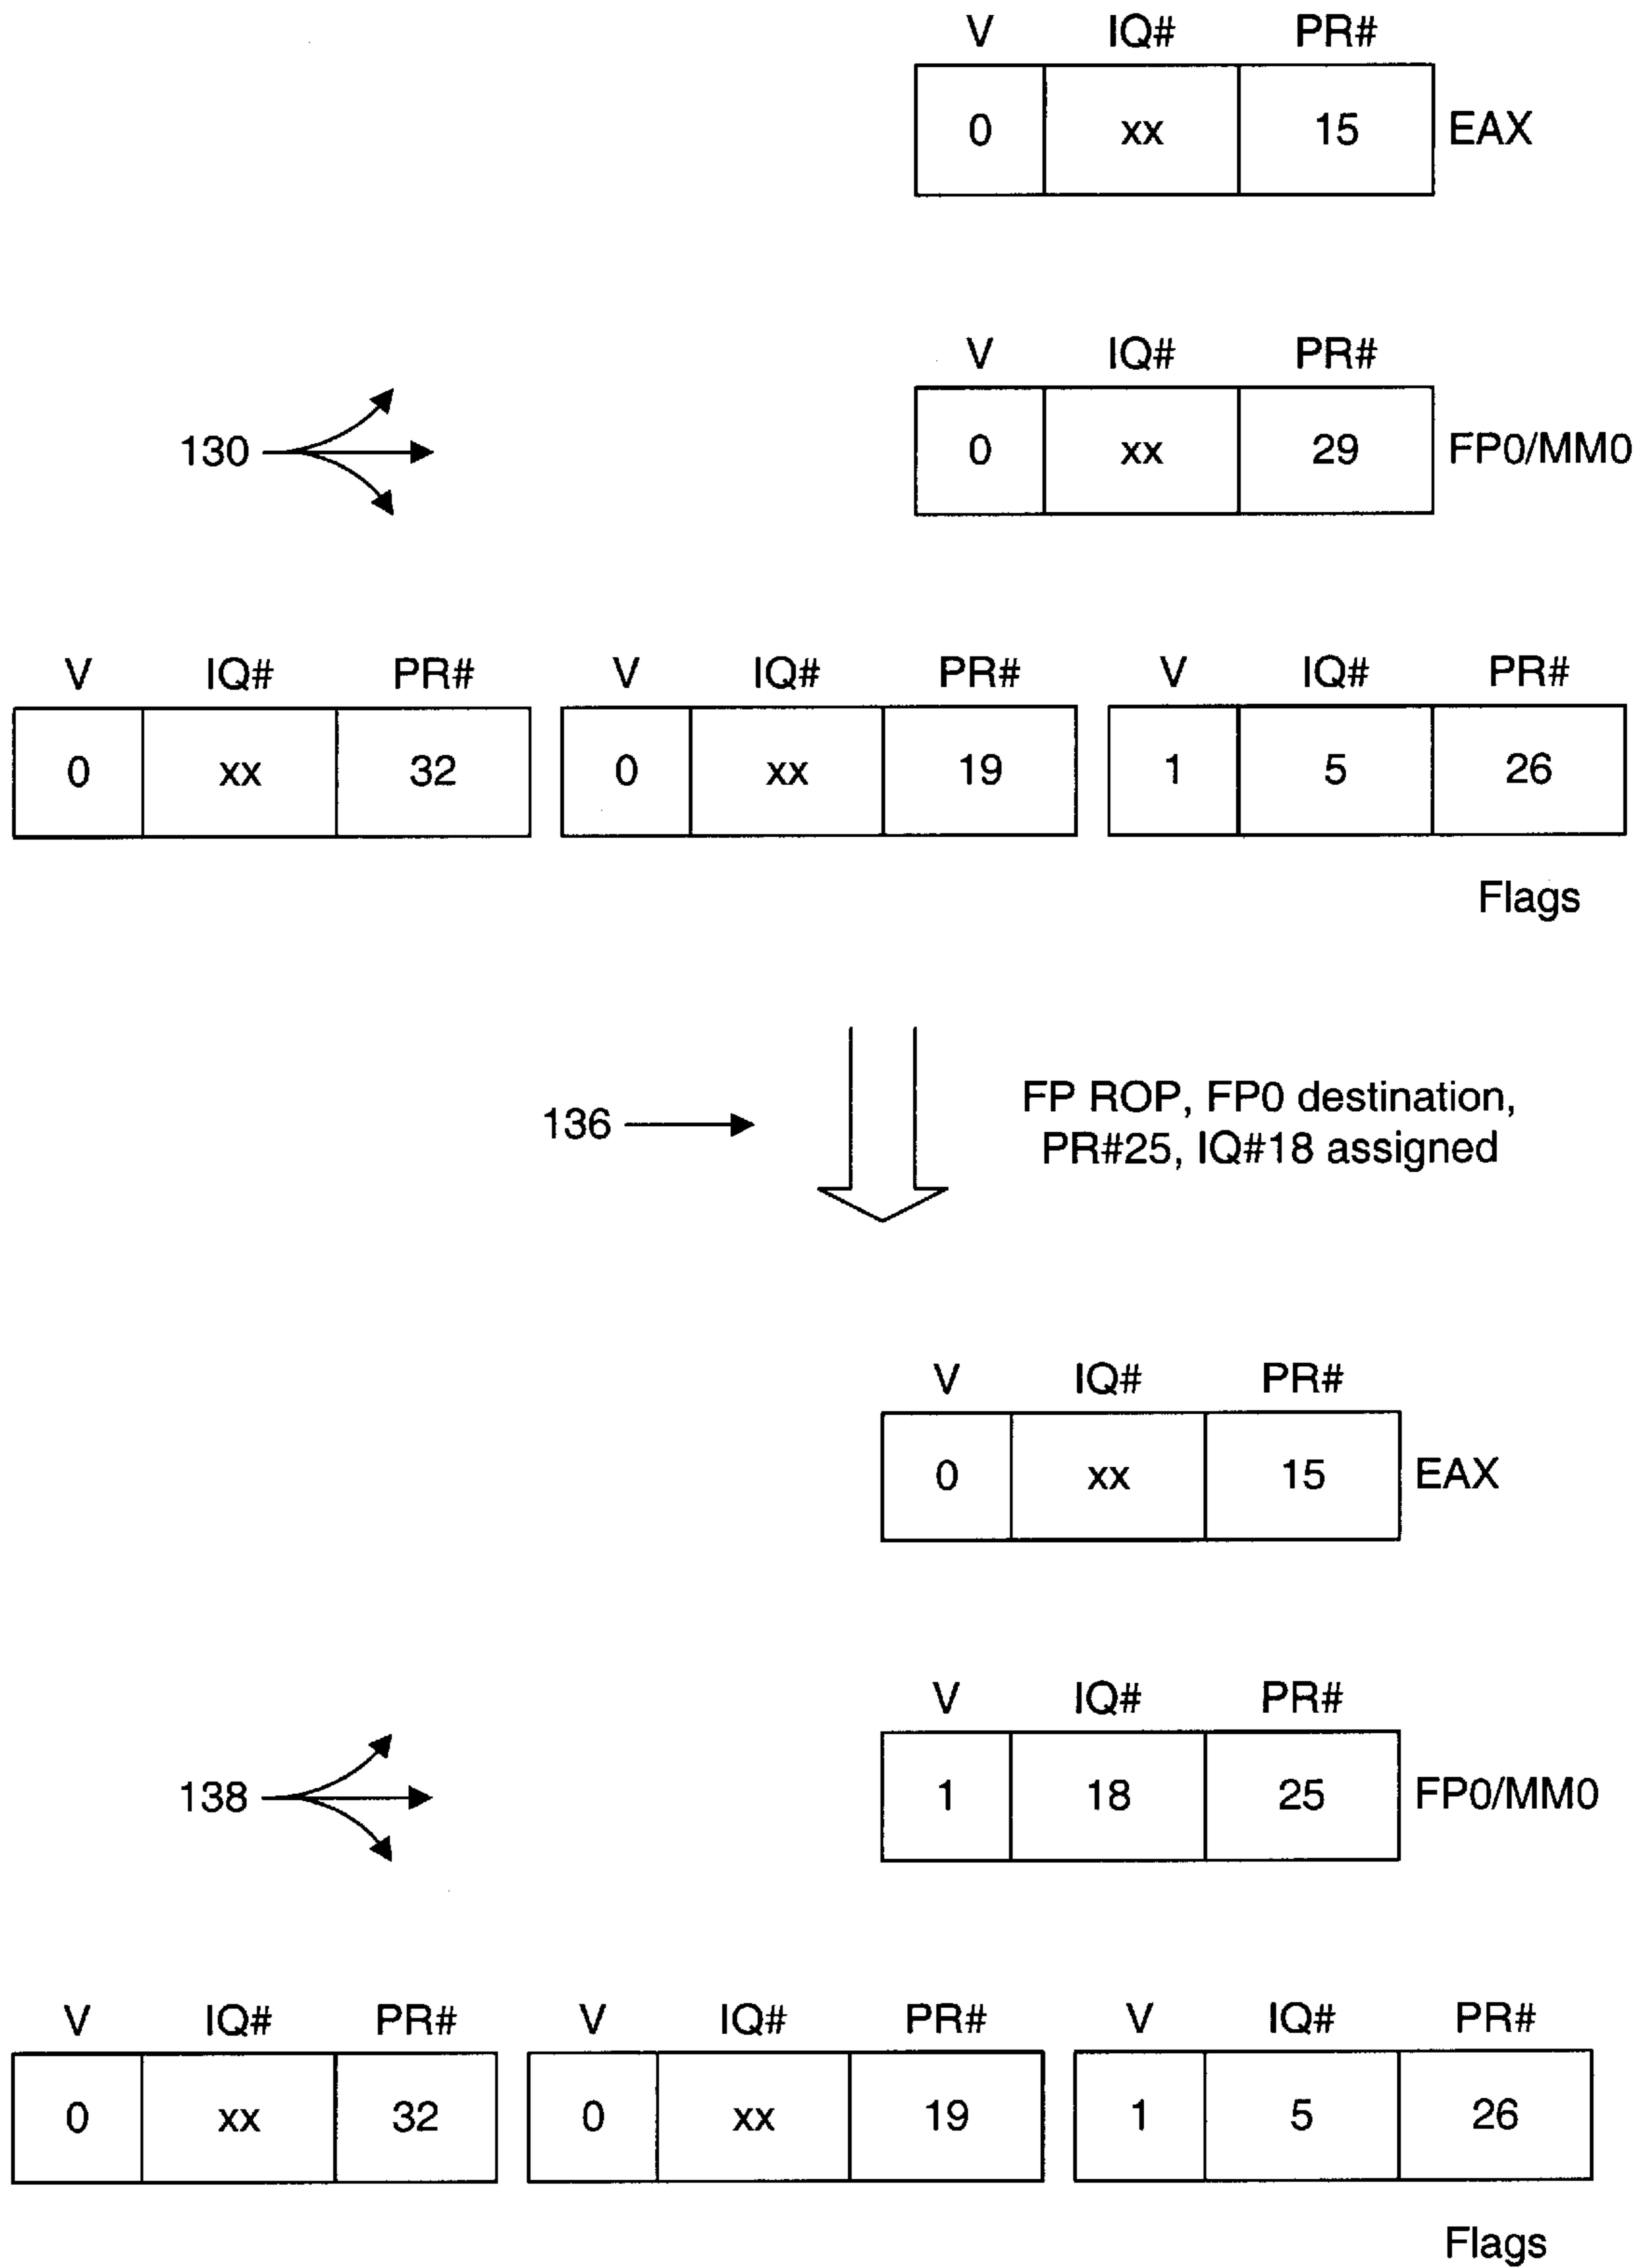 V IQ# PR#
0 xx 15 EAX
V IQ# PR#
130 0 xx 29 FP0/MM0
V IQ# PR# V IQ# PR# V IQ# PR#
0 xx 32 0 xx 19 1 5 26
Flags
136 FP ROP, FP0 destination,
PR#25, IQ#18 assigned
V IQ# PR#
0 xx 15 EAX
V IQ# PR#
138 1 18 25 FP0/MM0
V IQ# PR# V IQ# PR# V IQ# PR#
0 xx 32 0 xx 19 1 5 26
Flags